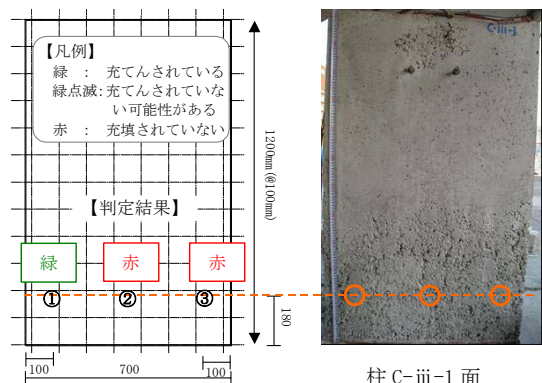 【凡例】
緑 : 充てんされている
緑点滅:充てんされていな
い可能性がある
赤 : 充填されていない
1200mm(@100mm)
【判定結果】
緑
赤
赤
①
②
③
180
100
700
100
C-iii-1
柱 C-ⅲ-1 面